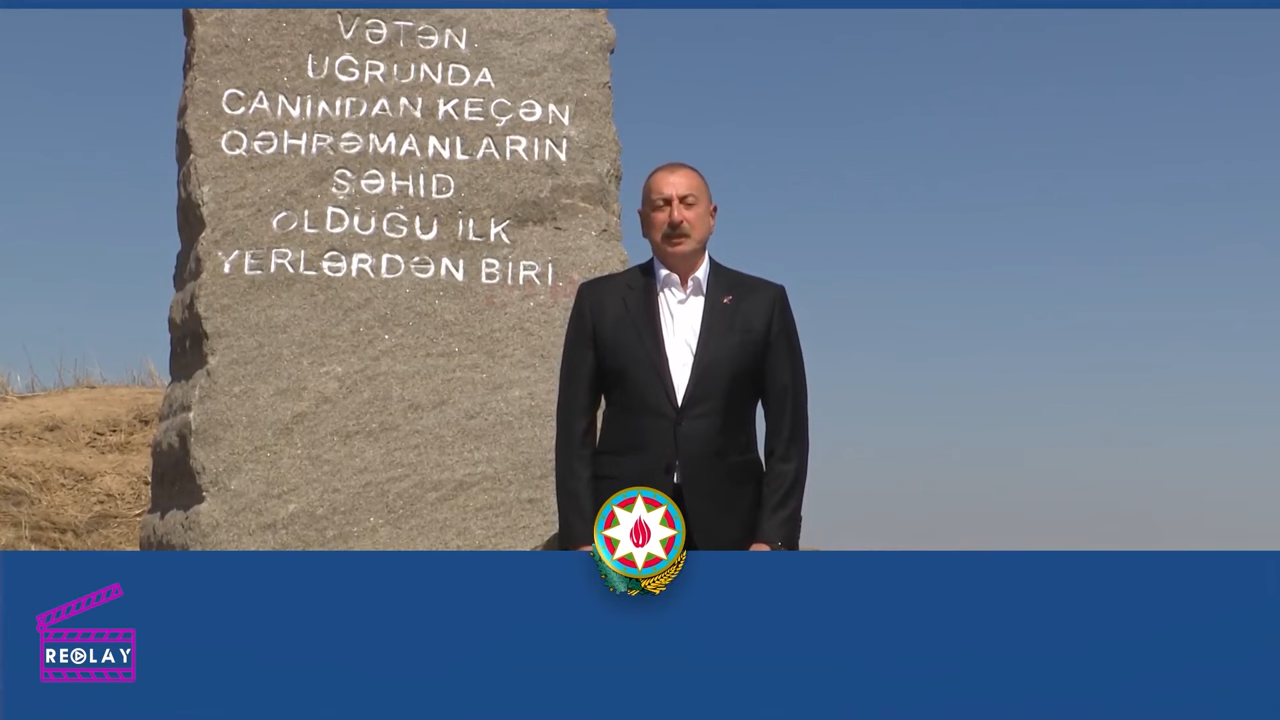 VƏTƏN
UĞRUNDA
CANINDAN KEÇƏN
QƏHRƏMANLARIN
ŞƏHİD
OLDUĞU İLK
YERLƏRDƏN BİRİ.
REPLAY